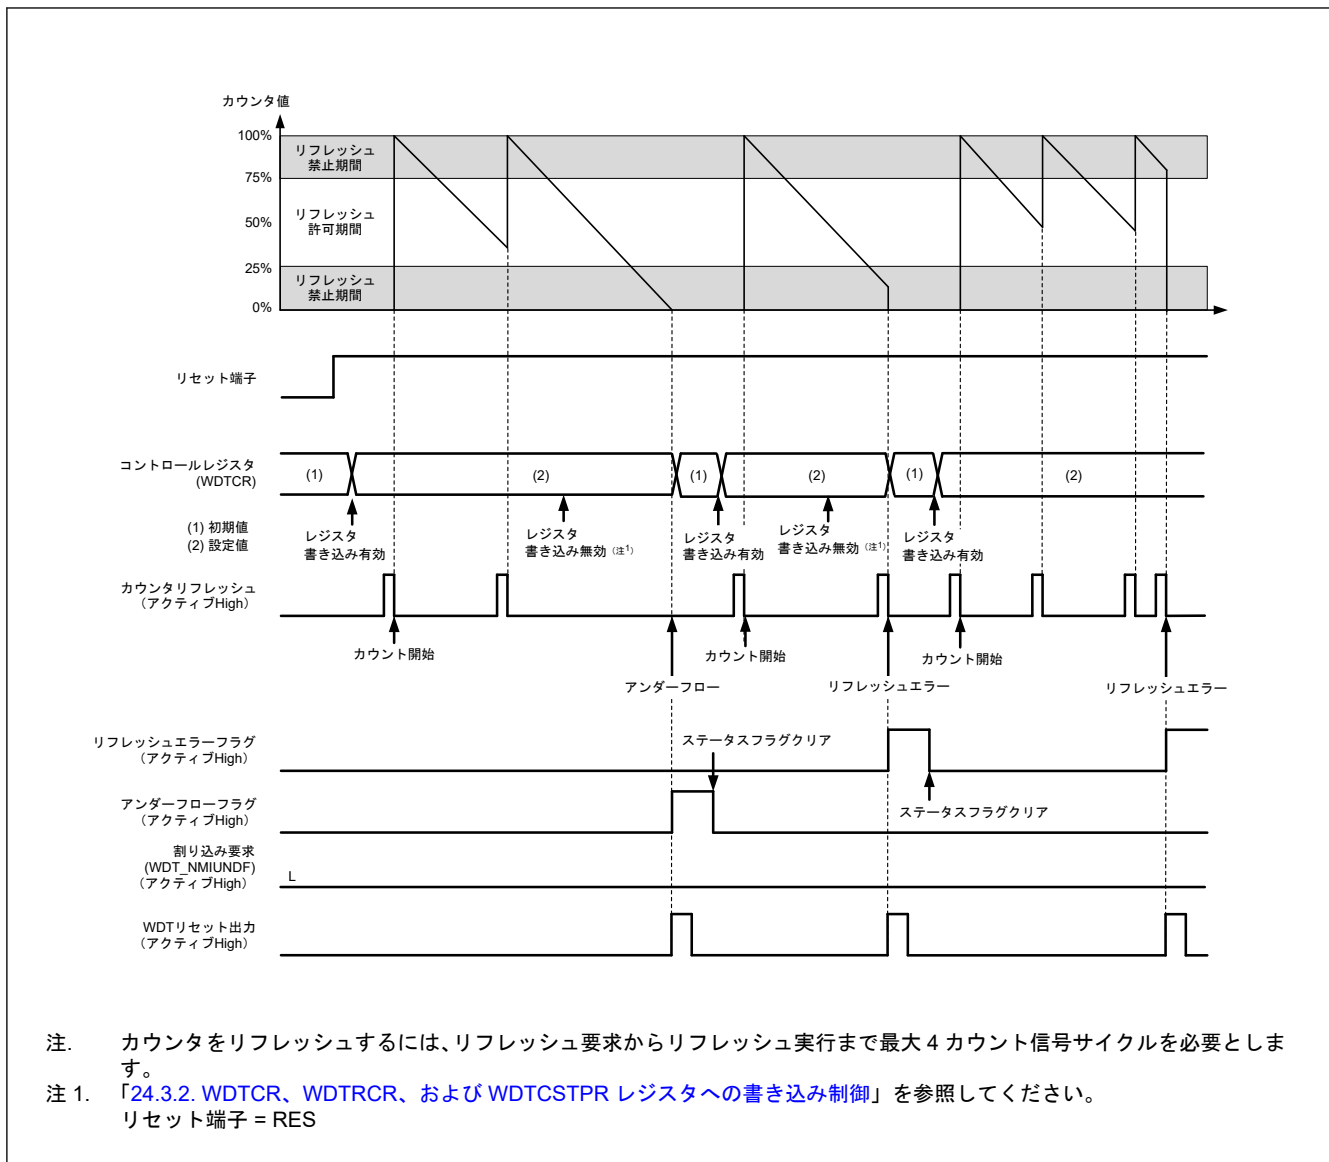 カウンタ値
100%
リフレッシュ
禁止期間
75%
リフレッシュ
許可期間
50%
25%
リフレッシュ
禁止期間
0%
リセット端子
コントロールレジスタ
(WDTCR)
(1)
(2)
(1)
(2)
(1)
(2)
(1) 初期値
(2) 設定値
レジスタ
書き込み有効
レジスタ
書き込み無効 (注1)
レジスタ
書き込み有効
レジスタ
書き込み無効 (注1)
レジスタ
書き込み有効
カウンタリフレッシュ
(アクティブHigh)
カウント開始
カウント開始
カウント開始
アンダーフロー
リフレッシュエラー
リフレッシュエラー
リフレッシュエラーフラグ
(アクティブHigh)
ステータスフラグクリア
アンダーフローフラグ
(アクティブHigh)
ステータスフラグクリア
割り込み要求
(WDT_NMIUNDF)
(アクティブHigh)
L
WDTリセット出力
(アクティブHigh)
注. カウンタをリフレッシュするには、リフレッシュ要求からリフレッシュ実行まで最大 4 カウント信号サイクルを必要としま
す。
注 1. 「24.3.2. WDTCR、WDTRCR、および WDTCSTPR レジスタへの書き込み制御」を参照してください。
リセット端子 = RES